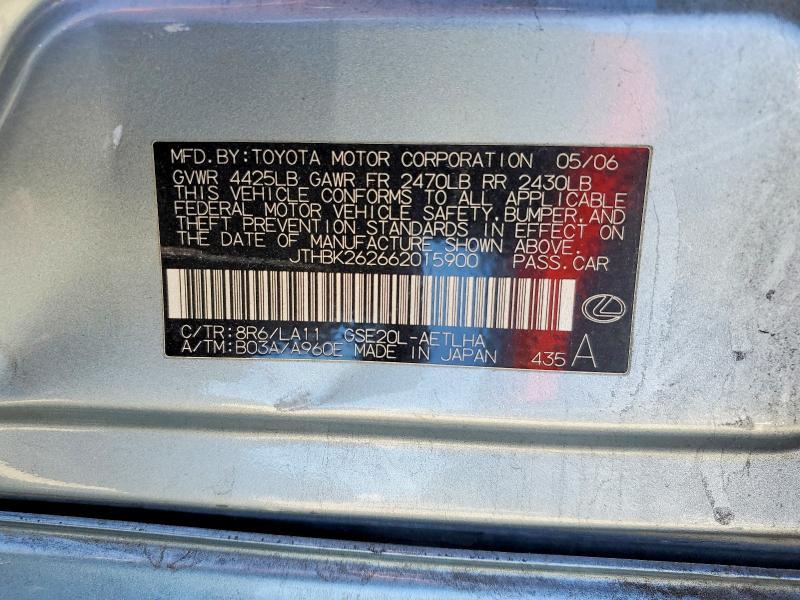 MFD. BY: TOYOTA MOTOR CORPORATION 05/06
GVWR 4425LB GAWR FR 2470LB RR 2430LB
THIS VEHICLE CONFORMS TO ALL APPLICABLE
FEDERAL MOTOR VEHICLE SAFETY, BUMPER, AND
THEFT PREVENTION STANDARDS IN EFFECT ON
THE DATE OF MANUFACTURE SHOWN ABOVE.
JTHBK262662015900 PASS. CAR
C/TR: 8R6/LA11 GSE20L-AETLHA
A/TM: B03A/A960E MADE IN JAPAN 435 A